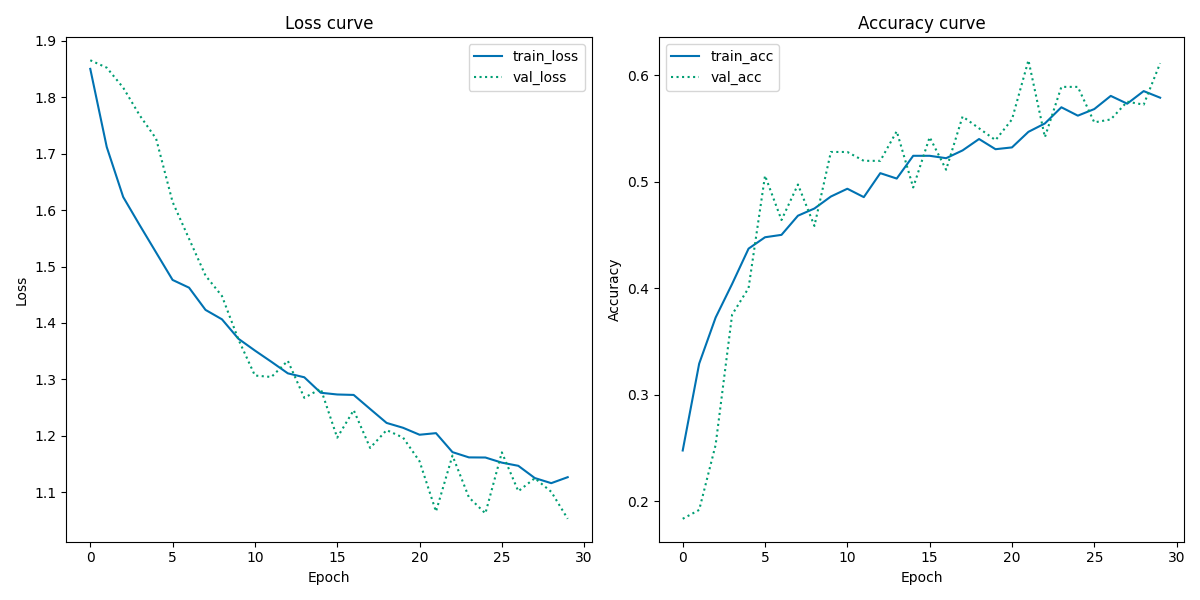 Loss curve
1.9
1.8
1.7
1.6
1.5
1.4
1.3
1.2
1.1
Loss
train_loss
val_loss
0 5 10 15 20 25 30
Epoch
Accuracy curve
0.6
0.5
0.4
0.3
0.2
Accuracy
train_acc
val_acc
0 5 10 15 20 25 30
Epoch